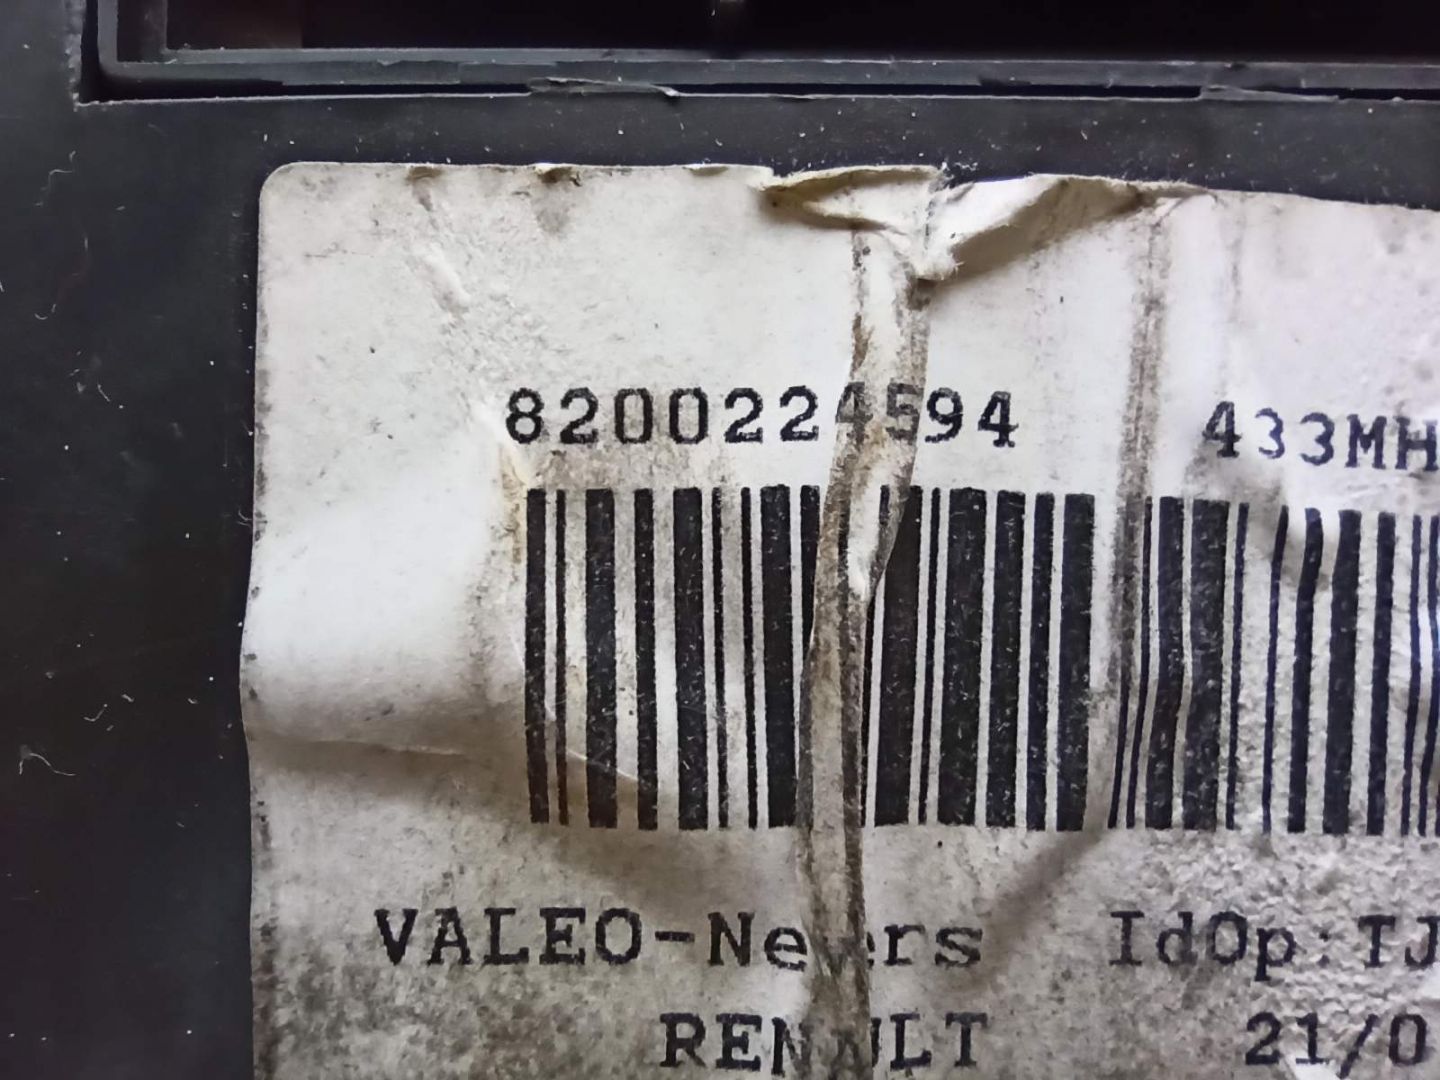 8200224594 433MH
VALEO-Nevers IdOp:TJ
RENAULT 21/0